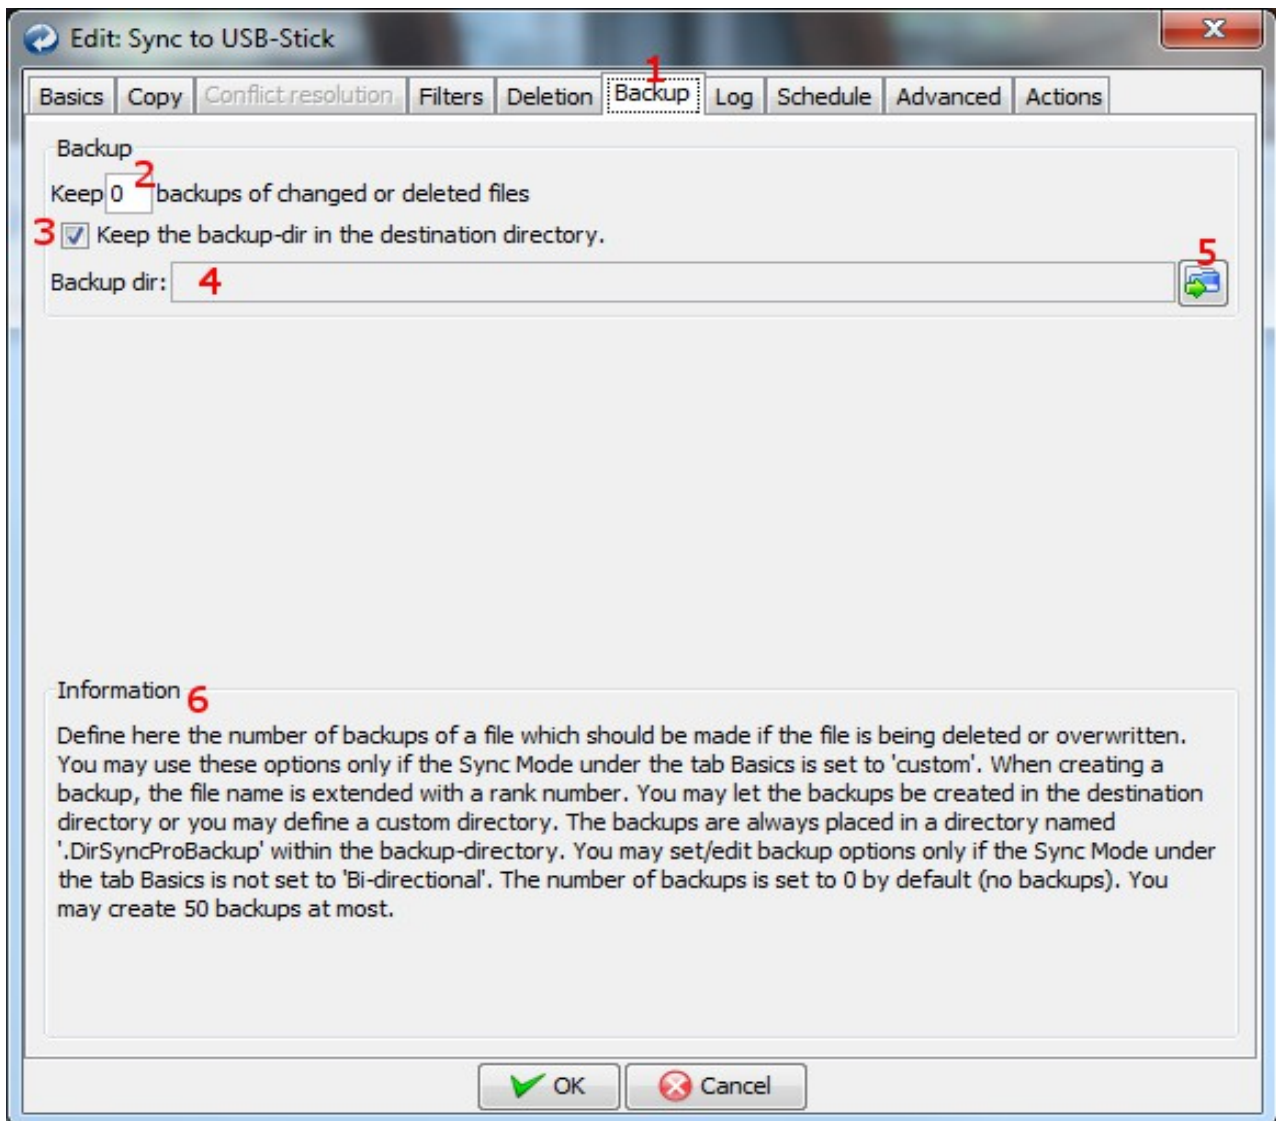 Edit: Sync to USB-Stick
X
1
Basics Copy Conflict resolution Filters Deletion Backup Log Schedule Advanced Actions
Backup
2
Keep 0 backups of changed or deleted files
3 Keep the backup-dir in the destination directory.
5
Backup dir: 4
Information 6
Define here the number of backups of a file which should be made if the file is being deleted or overwritten.
You may use these options only if the Sync Mode under the tab Basics is set to 'custom'. When creating a
backup, the file name is extended with a rank number. You may let the backups be created in the destination
directory or you may define a custom directory. The backups are always placed in a directory named
'.DirSyncProBackup' within the backup-directory. You may set/edit backup options only if the Sync Mode under
the tab Basics is not set to 'Bi-directional'. The number of backups is set to 0 by default (no backups). You
may create 50 backups at most.
OK Cancel